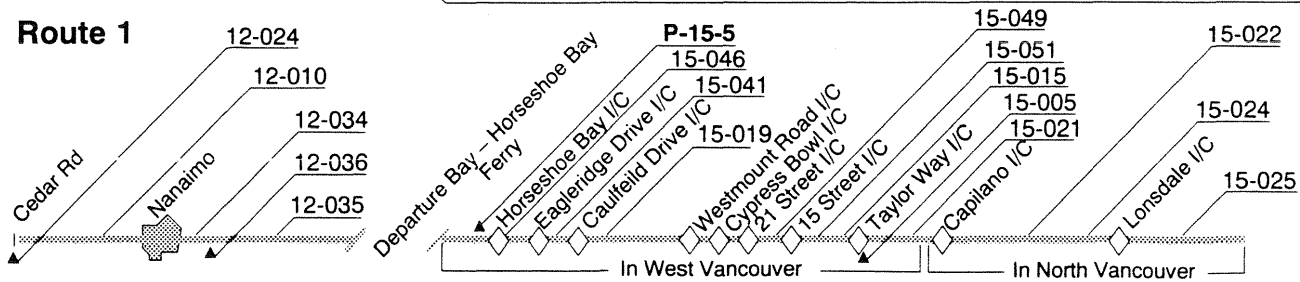 Route 1
12-024
12-010
12-034
12-036
12-035
Cedar Rd
Nanaimo
Departure Bay – Horseshoe Bay
Ferry
P-15-5
15-046
15-041
15-019
Horseshoe Bay I/C
Eagleridge Drive I/C
Caulfeild Drive I/C
Westmount Road I/C
Cypress Bowl I/C
21 Street I/C
15 Street I/C
Taylor Way I/C
Capilano I/C
Lonsdale I/C
15-049
15-051
15-015
15-005
15-021
15-022
15-024
15-025
In West Vancouver
In North Vancouver